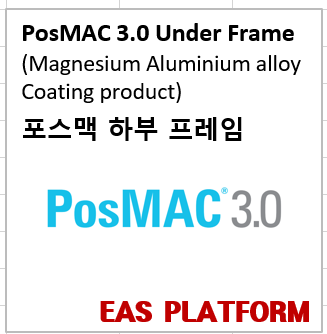 PosMAC 3.0 Under Frame
(Magnesium Aluminium alloy
Coating product)
포스맥 하부 프레임
PosMAC® 3.0
EAS PLATFORM